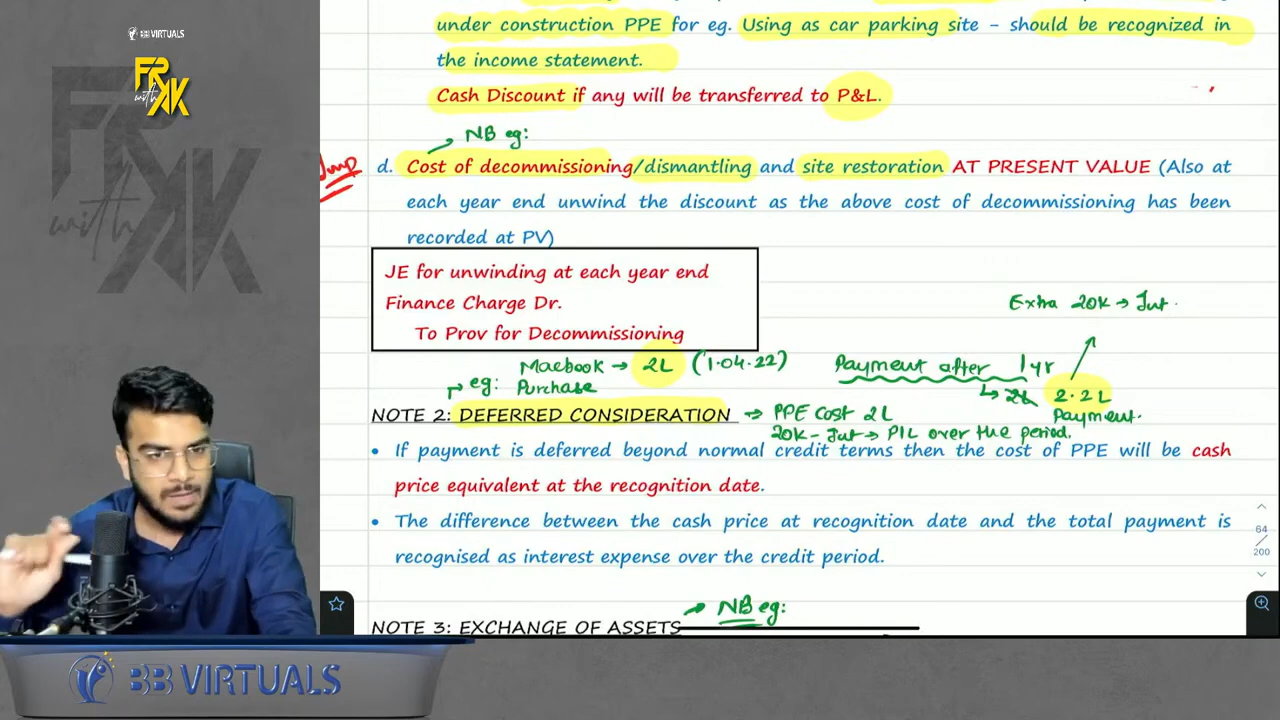 BB VIRTUALS
FR
with
AK
FR
with
AK
under construction PPE for eg. Using as car parking site - should be recognized in
the income statement.
Cash Discount if any will be transferred to P&L.
NB eg:
Imp
d. Cost of decommissioning/dismantling and site restoration AT PRESENT VALUE (Also at
each year end unwind the discount as the above cost of decommissioning has been
recorded at PV)
JE for unwinding at each year end
Finance Charge Dr.
To Prov for Decommissioning
Extra 20K → Int.
Macbook → 2L (1.04.22) Payment after 1yr
eg: Purchase → 2L 2.2L
Payment.
NOTE 2: DEFERRED CONSIDERATION → PPE Cost 2L
20K - Int → P/L over the period.
• If payment is deferred beyond normal credit terms then the cost of PPE will be cash
price equivalent at the recognition date.
• The difference between the cash price at recognition date and the total payment is
recognised as interest expense over the credit period.
64
/
200
→ NB eg:
NOTE 3: EXCHANGE OF ASSETS
BB VIRTUALS